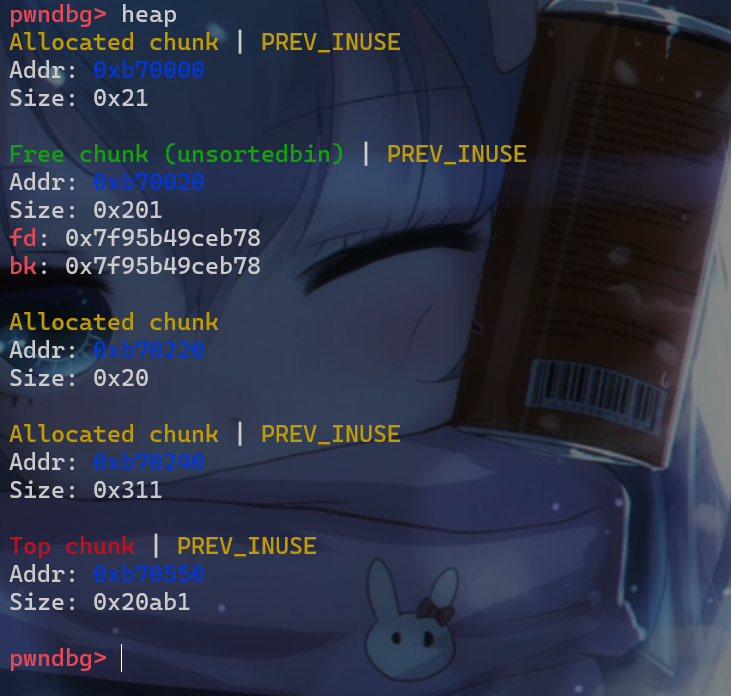 pwndbg> heap
Allocated chunk | PREV_INUSE
Addr: 0xb70000
Size: 0x21
Free chunk (unsortedbin) | PREV_INUSE
Addr: 0xb70020
Size: 0x201
fd: 0x7f95b49ceb78
bk: 0x7f95b49ceb78
Allocated chunk
Addr: 0xb70220
Size: 0x20
Allocated chunk | PREV_INUSE
Addr: 0xb70240
Size: 0x311
Top chunk | PREV_INUSE
Addr: 0xb70550
Size: 0x20ab1
pwndbg>